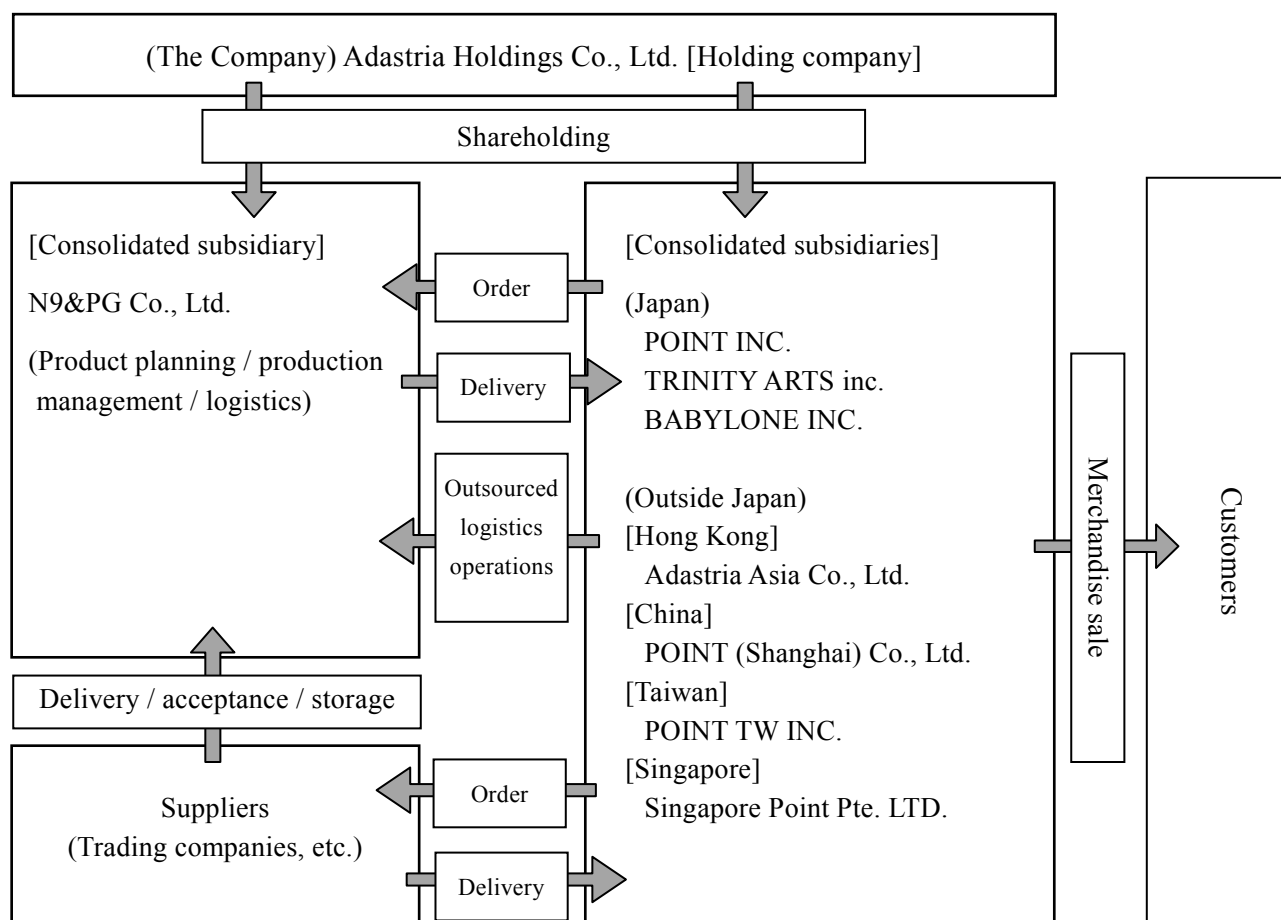 (The Company) Adastria Holdings Co., Ltd. [Holding company]
Shareholding
[Consolidated subsidiary]
N9&PG Co., Ltd.
(Product planning / production
management / logistics)
Order
Delivery
Outsourced
logistics
operations
[Consolidated subsidiaries]
(Japan)
POINT INC.
TRINITY ARTS inc.
BABYLONE INC.
(Outside Japan)
[Hong Kong]
Adastria Asia Co., Ltd.
[China]
POINT (Shanghai) Co., Ltd.
[Taiwan]
POINT TW INC.
[Singapore]
Singapore Point Pte. LTD.
Merchandise sale
Customers
Delivery / acceptance / storage
Suppliers
(Trading companies, etc.)
Order
Delivery